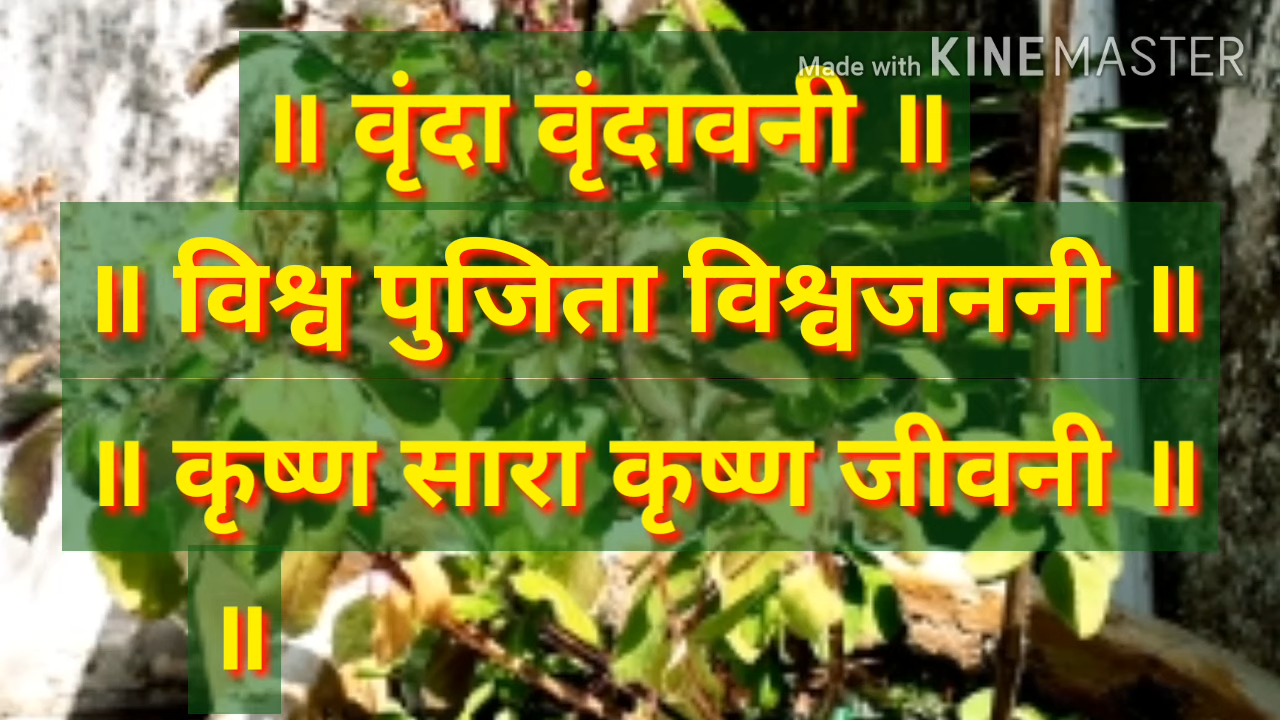 Made with KINEMASTER
॥ वृंदा वृंदावनी ॥
॥ विश्व पुजिता विश्वजननी ॥
॥ कृष्ण सारा कृष्ण जीवनी ॥
॥